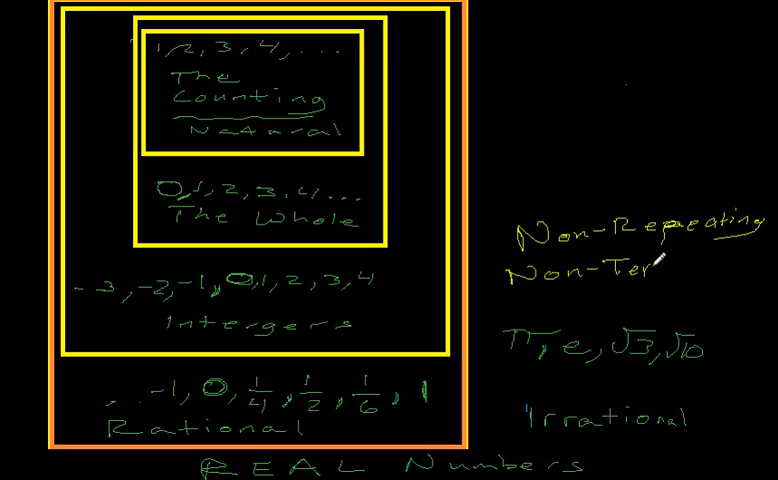 1, 2, 3, 4, ...
The
Counting
Natural
0, 1, 2, 3, 4...
The Whole
-3, -2, -1, 0, 1, 2, 3, 4
Intergers
. . -1, 0, 1/4, 1/2, 1/6, 1
Rational
Non-Repeating
Non-Ter
π, e, √3, √10
Irrational
REAL Numbers